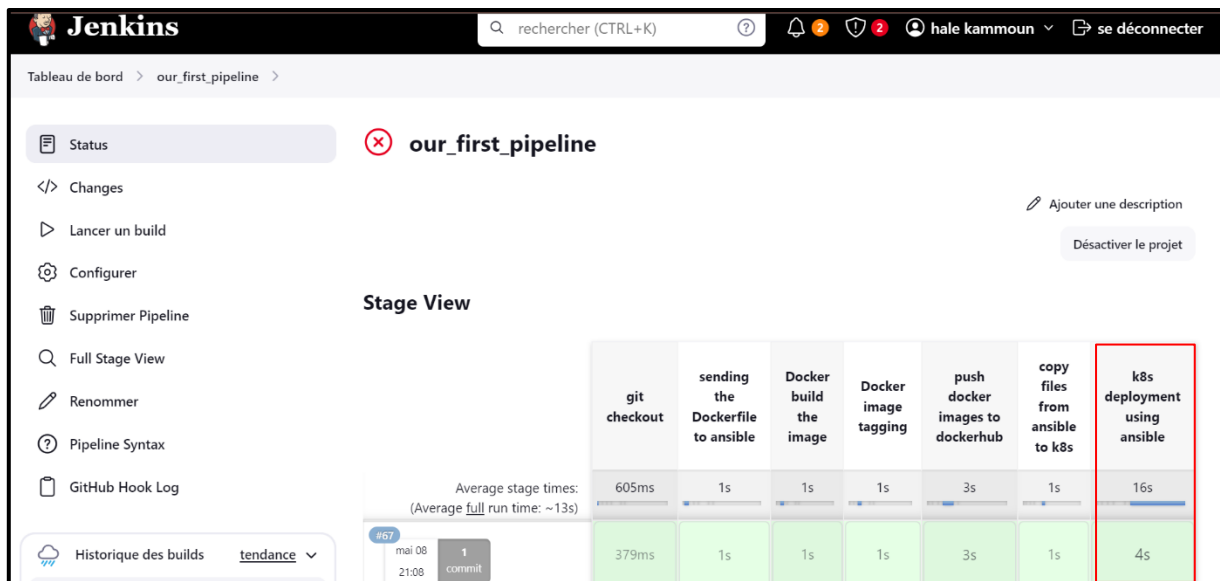 Jenkins
rechercher (CTRL+K)
?
2
2
hale kammoun
se déconnecter
Tableau de bord > our_first_pipeline >
Status
</> Changes
Lancer un build
Configurer
Supprimer Pipeline
Full Stage View
Renommer
Pipeline Syntax
GitHub Hook Log
Historique des builds
tendance
our_first_pipeline
Ajouter une description
Désactiver le projet
Stage View
git
checkout
sending
the
Dockerfile
to ansible
Docker
build
the
image
Docker
image
tagging
push
docker
images to
dockerhub
copy
files
from
ansible
to k8s
k8s
deployment
using
ansible
Average stage times:
(Average full run time: ~13s)
605ms
1s
1s
1s
3s
1s
16s
#67
mai 08
21:08
1
commit
379ms
1s
1s
1s
3s
1s
4s